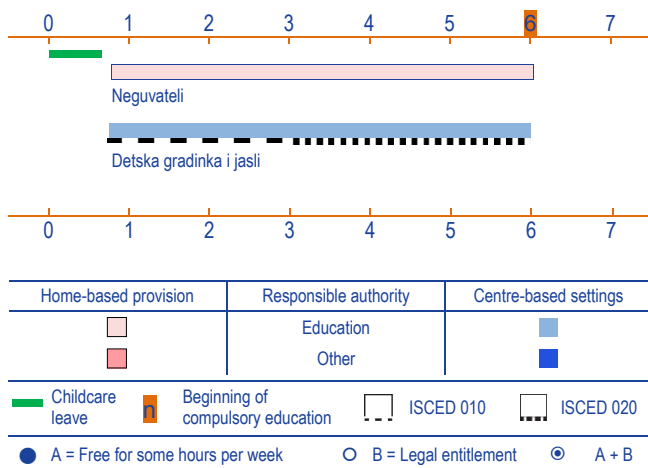 0 1 2 3 4 5 6 7
Neguvateli
Detska gradinka i jasli
0 1 2 3 4 5 6 7
Home-based provision Responsible authority Centre-based settings
Education
Other
Childcare leave
n
Beginning of compulsory education
ISCED 010
ISCED 020
A = Free for some hours per week B = Legal entitlement A + B